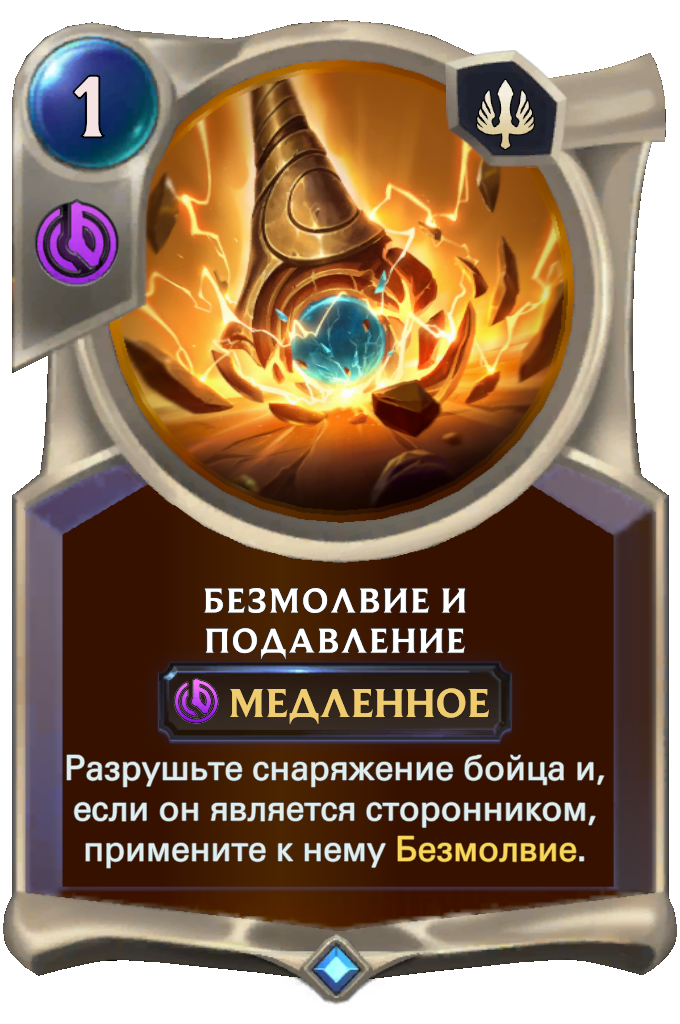 1
БЕЗМОЛВИЕ И
ПОДАВЛЕНИЕ
МЕДЛЕННОЕ
Разрушьте снаряжение бойца и,
если он является сторонником,
примените к нему Безмолвие.